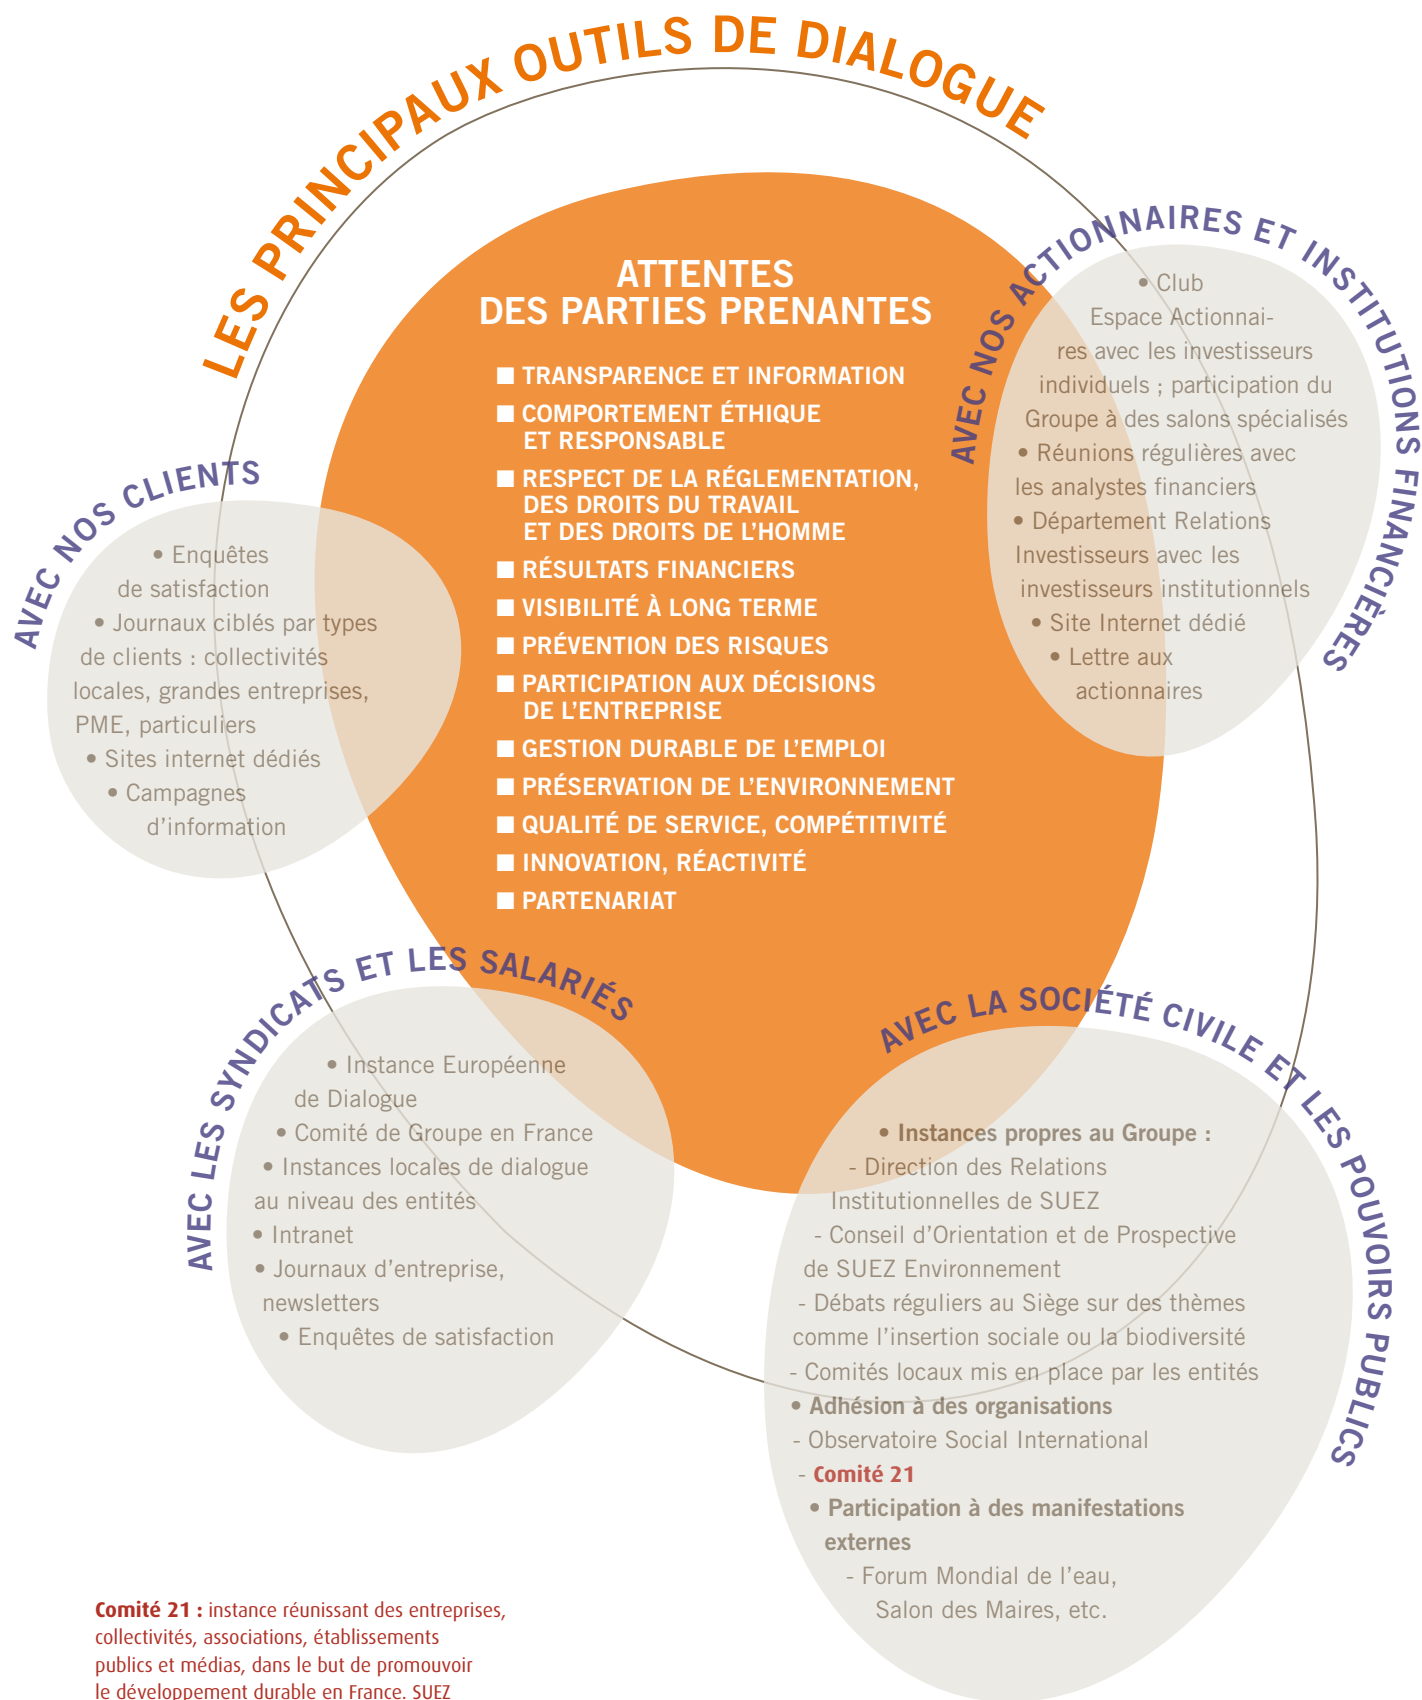 LES PRINCIPAUX OUTILS DE DIALOGUE
ATTENTES
DES PARTIES PRENANTES
■ TRANSPARENCE ET INFORMATION
■ COMPORTEMENT ÉTHIQUE
ET RESPONSABLE
■ RESPECT DE LA RÉGLEMENTATION,
DES DROITS DU TRAVAIL
ET DES DROITS DE L'HOMME
■ RÉSULTATS FINANCIERS
■ VISIBILITÉ À LONG TERME
■ PRÉVENTION DES RISQUES
■ PARTICIPATION AUX DÉCISIONS
DE L'ENTREPRISE
■ GESTION DURABLE DE L'EMPLOI
■ PRÉSERVATION DE L'ENVIRONNEMENT
■ QUALITÉ DE SERVICE, COMPÉTITIVITÉ
■ INNOVATION, RÉACTIVITÉ
■ PARTENARIAT
AVEC NOS ACTIONNAIRES ET INSTITUTIONS FINANCIÈRES
• Club
Espace Actionnai-
res avec les investisseurs
individuels ; participation du
Groupe à des salons spécialisés
• Réunions régulières avec
les analystes financiers
• Département Relations
Investisseurs avec les
investisseurs institutionnels
• Site Internet dédié
• Lettre aux
actionnaires
AVEC NOS CLIENTS
• Enquêtes
de satisfaction
• Journaux ciblés par types
de clients : collectivités
locales, grandes entreprises,
PME, particuliers
• Sites internet dédiés
• Campagnes
d'information
AVEC LES SYNDICATS ET LES SALARIÉS
• Instance Européenne
de Dialogue
• Comité de Groupe en France
• Instances locales de dialogue
au niveau des entités
• Intranet
• Journaux d'entreprise,
newsletters
• Enquêtes de satisfaction
AVEC LA SOCIÉTÉ CIVILE ET LES POUVOIRS PUBLICS
• Instances propres au Groupe :
- Direction des Relations
Institutionnelles de SUEZ
- Conseil d'Orientation et de Prospective
de SUEZ Environnement
- Débats réguliers au Siège sur des thèmes
comme l'insertion sociale ou la biodiversité
- Comités locaux mis en place par les entités
• Adhésion à des organisations
- Observatoire Social International
- Comité 21
• Participation à des manifestations
externes
- Forum Mondial de l'eau,
Salon des Maires, etc.
Comité 21 : instance réunissant des entreprises,
collectivités, associations, établissements
publics et médias, dans le but de promouvoir
le développement durable en France. SUEZ